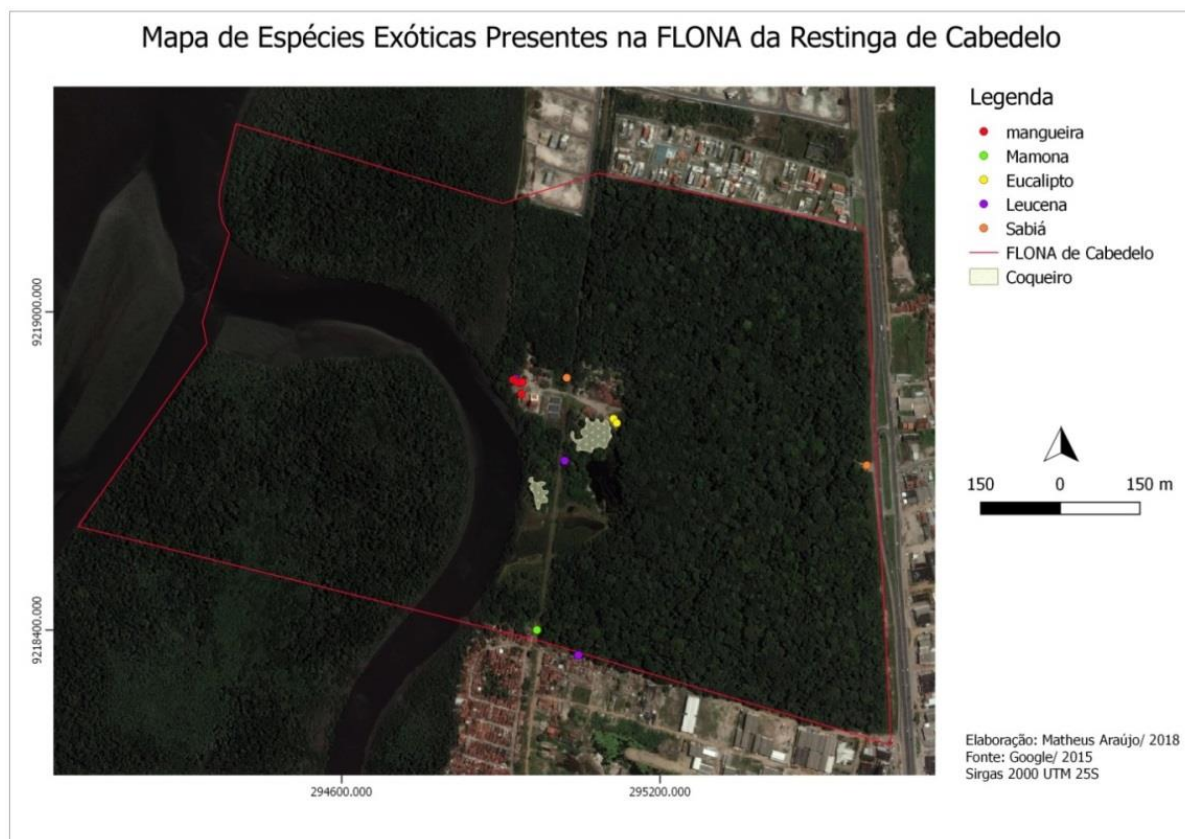 Mapa de Espécies Exóticas Presentes na FLONA da Restinga de Cabedelo
Legenda
mangueira
Mamona
Eucalipto
Leucena
Sabiá
FLONA de Cabedelo
Coqueiro
9219000.000
9218400.000
294600.000
295200.000
150 0 150 m
Elaboração: Matheus Araújo/ 2018
Fonte: Google/ 2015
Sirgas 2000 UTM 25S